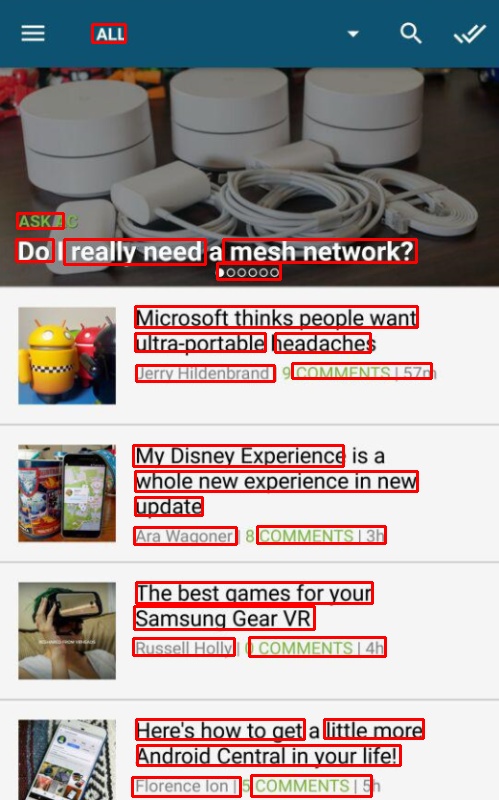 ALL
ASK AC
Do I really need a mesh network?
Microsoft thinks people want
ultra-portable headaches
Jerry Hildenbrand 9 COMMENTS | 57m
My Disney Experience is a
whole new experience in new
update
Ara Wagoner | 8 COMMENTS | 3h
The best games for your
Samsung Gear VR
Russell Holly | 0 COMMENTS | 4h
Here's how to get a little more
Android Central in your life!
Florence Ion | 5 COMMENTS | 5h